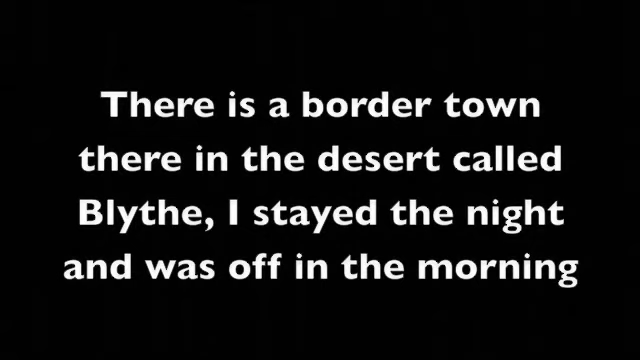 There is a border town
there in the desert called
Blythe, I stayed the night
and was off in the morning